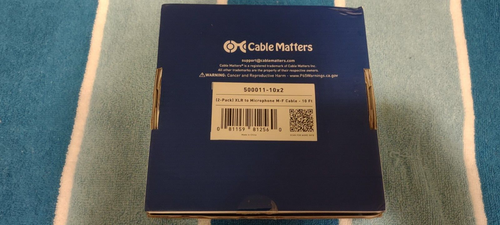 Cable Matters
support@cablematters.com
Cable Matters™ is a registered trademark of Cable Matters Inc.
All other trademarks are the property of their respective owners.
WARNING: Cancer and Reproductive Harm - www.P65Warnings.ca.gov
500011-10x2
[2-Pack] XLR to Microphone M-F Cable - 10 Ft